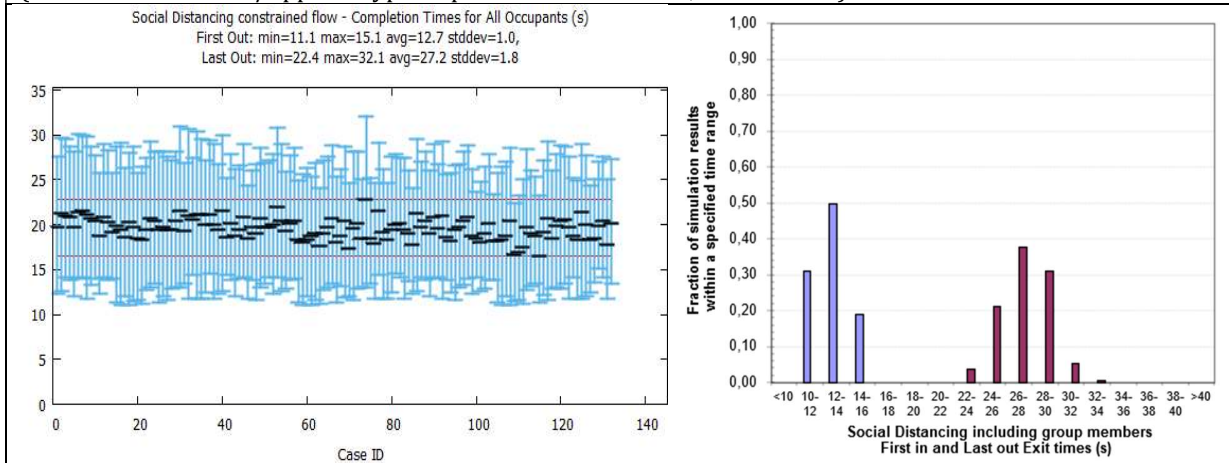 Social Distancing constrained flow - Completion Times for All Occupants (s)
First Out: min=11.1 max=15.1 avg=12.7 stddev=1.0,
Last Out: min=22.4 max=32.1 avg=27.2 stddev=1.8
35
30
25
20
15
10
5
0
0 20 40 60 80 100 120 140
Case ID
Fraction of simulation results
within a specified time range
1,00
0,90
0,80
0,70
0,60
0,50
0,40
0,30
0,20
0,10
0,00
<10 10-12 12-14 14-16 16-18 18-20 20-22 22-24 24-26 26-28 28-30 30-32 32-34 34-36 36-38 38-40 >40
Social Distancing including group members
First in and Last out Exit times (s)